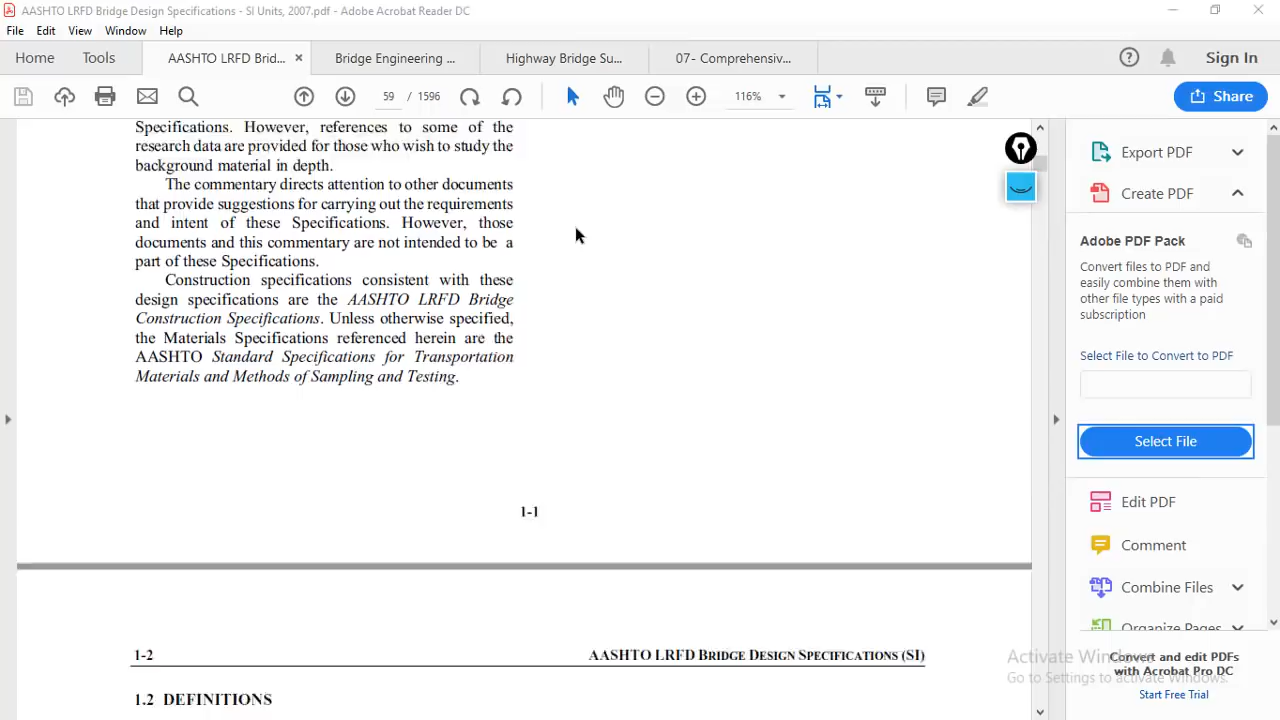 AASHTO LRFD Bridge Design Specifications - SI Units, 2007.pdf - Adobe Acrobat Reader DC
File Edit View Window Help
Home Tools AASHTO LRFD Brid... × Bridge Engineering ... Highway Bridge Su... 07- Comprehensiv... Sign In
59 / 1596 116% Share
Specifications. However, references to some of the
research data are provided for those who wish to study the
background material in depth.
The commentary directs attention to other documents
that provide suggestions for carrying out the requirements
and intent of these Specifications. However, those
documents and this commentary are not intended to be a
part of these Specifications.
Construction specifications consistent with these
design specifications are the AASHTO LRFD Bridge
Construction Specifications. Unless otherwise specified,
the Materials Specifications referenced herein are the
AASHTO Standard Specifications for Transportation
Materials and Methods of Sampling and Testing.
1-1
1-2 AASHTO LRFD BRIDGE DESIGN SPECIFICATIONS (SI)
1.2 DEFINITIONS
Export PDF
Create PDF
Adobe PDF Pack
Convert files to PDF and
easily combine them with
other file types with a paid
subscription
Select File to Convert to PDF
Select File
Edit PDF
Comment
Combine Files
Organize Pages
Convert and edit PDFs
with Acrobat Pro DC
Start Free Trial
Activate Windows
Go to Settings to activate Windows.